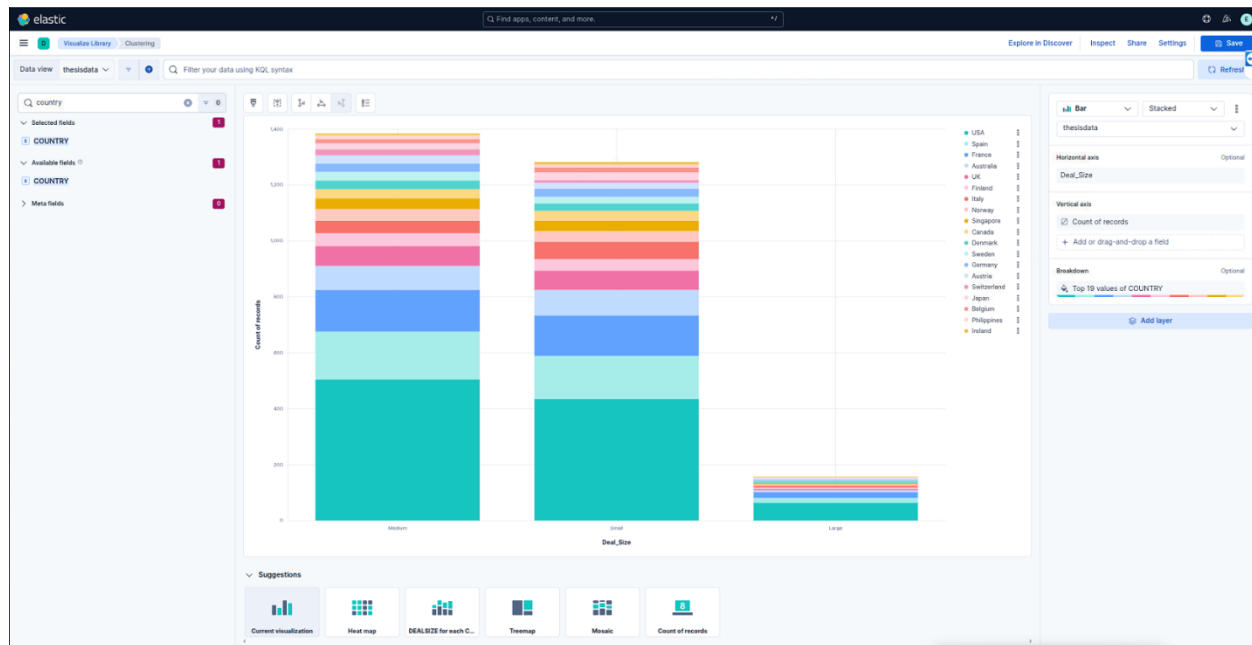 elastic
Find apps, content, and more.
D
Visualize Library
Clustering
Explore in Discover
Inspect
Share
Settings
Save
Data view thesisdata
Filter your data using KQL syntax
Refresh
country
0
Selected fields
1
COUNTRY
Available fields
1
COUNTRY
Meta fields
0
1,400
1,200
1,000
800
600
400
200
0
Count of records
Medium
Small
Large
Deal_Size
USA
Spain
France
Australia
UK
Finland
Italy
Norway
Singapore
Canada
Denmark
Sweden
Germany
Austria
Switzerland
Japan
Belgium
Philippines
Ireland
Bar
Stacked
thesisdata
Horizontal axis
Optional
Deal_Size
Vertical axis
Count of records
+ Add or drag-and-drop a field
Breakdown
Optional
Top 19 values of COUNTRY
Add layer
Suggestions
Current visualization
Heat map
DEALSIZE for each C...
Treemap
Mosaic
8
Count of records